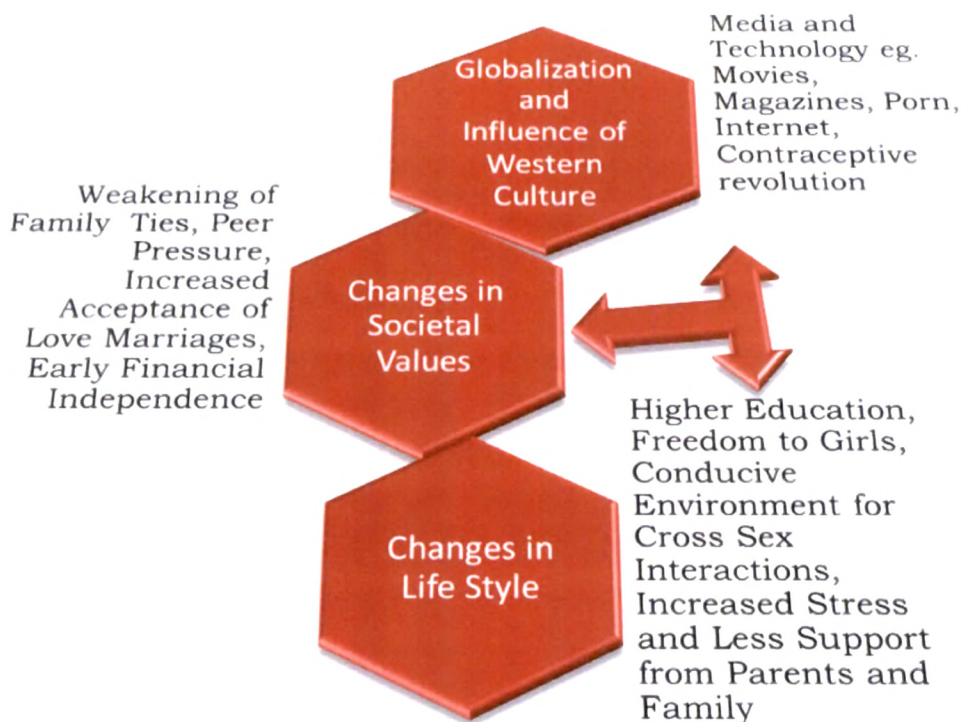 Globalization
and
Influence of
Western
Culture
Media and
Technology eg.
Movies,
Magazines, Porn,
Internet,
Contraceptive
revolution
Weakening of
Family Ties, Peer
Pressure,
Increased
Acceptance of
Love Marriages,
Early Financial
Independence
Changes in
Societal
Values
Changes in
Life Style
Higher Education,
Freedom to Girls,
Conducive
Environment for
Cross Sex
Interactions,
Increased Stress
and Less Support
from Parents and
Family